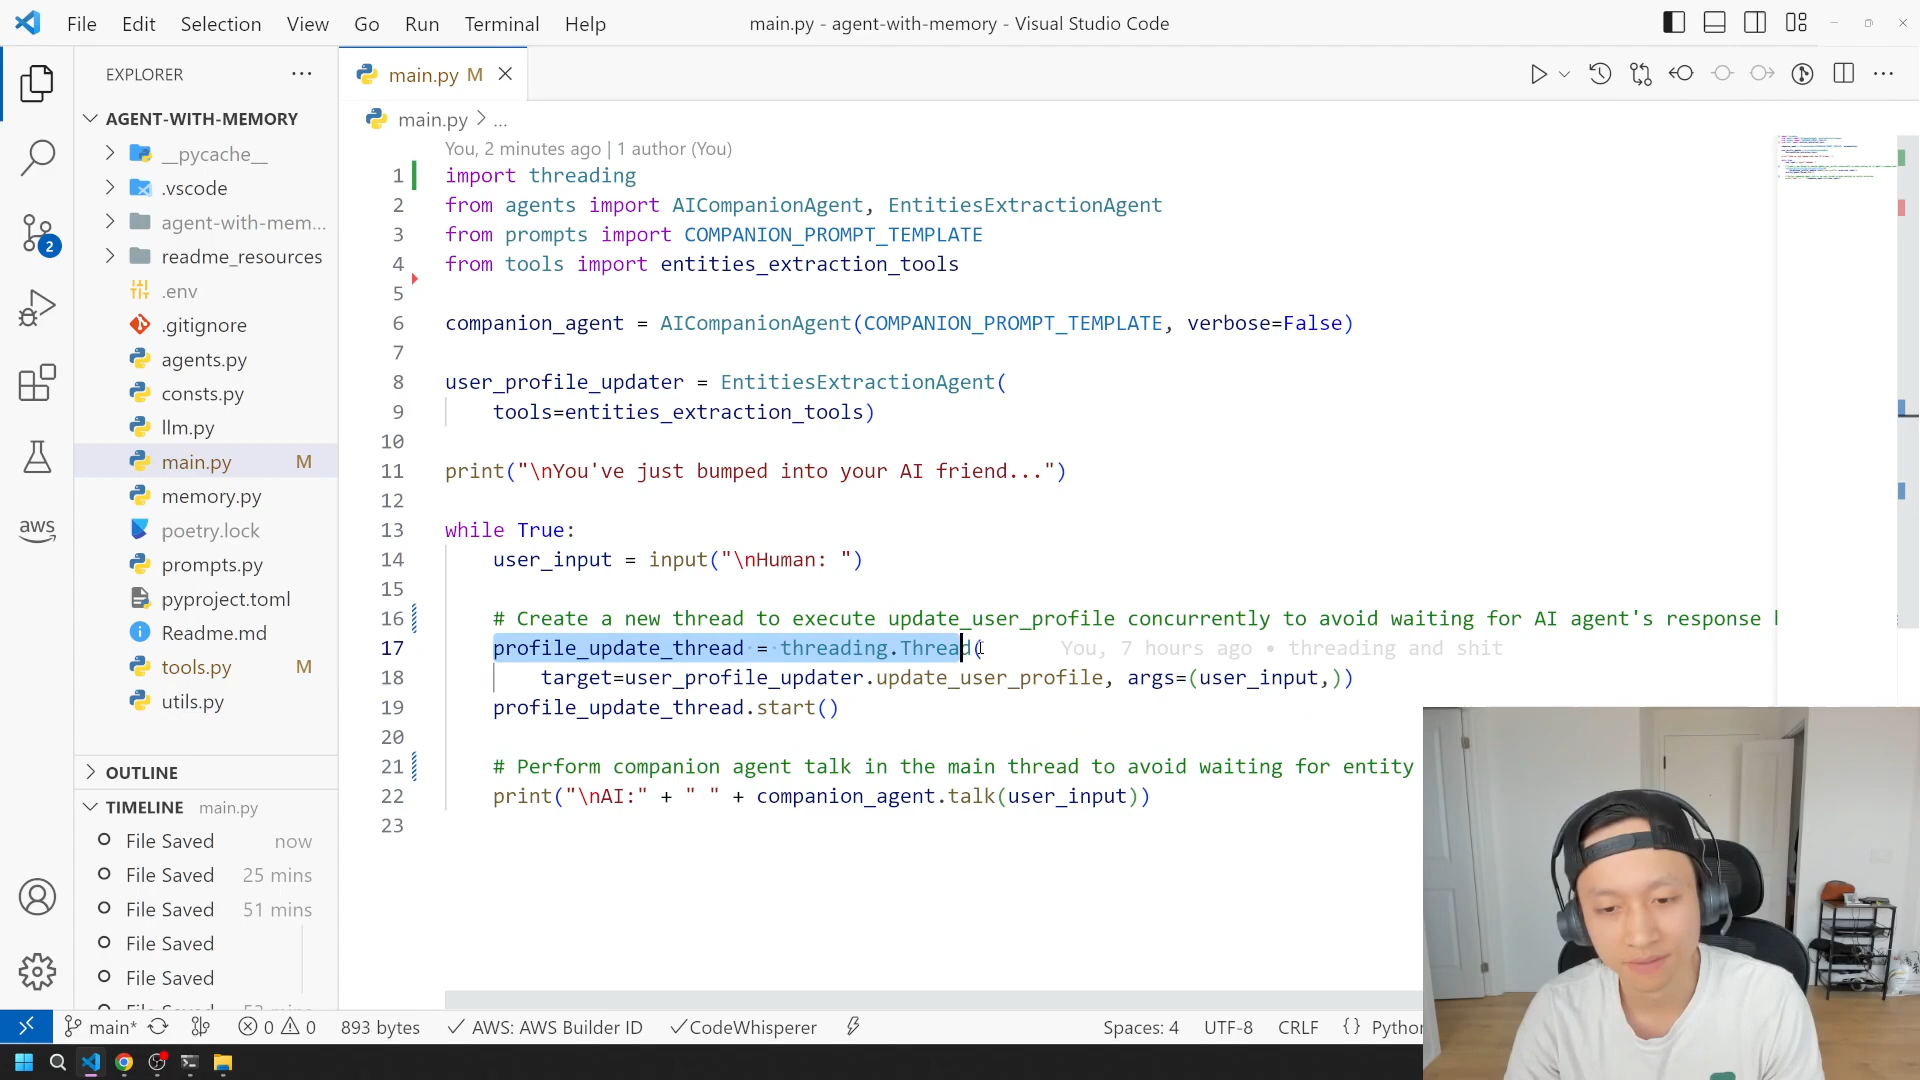 File Edit Selection View Go Run Terminal Help
main.py - agent-with-memory - Visual Studio Code
EXPLORER
AGENT-WITH-MEMORY
__pycache__
.vscode
agent-with-mem...
readme_resources
.env
.gitignore
agents.py
consts.py
llm.py
main.py M
memory.py
poetry.lock
prompts.py
pyproject.toml
Readme.md
tools.py M
utils.py
OUTLINE
TIMELINE main.py
File Saved now
File Saved 25 mins
File Saved 51 mins
File Saved
File Saved
2
aws
main.py M
main.py > ...
You, 2 minutes ago | 1 author (You)
1 import threading
2 from agents import AICompanionAgent, EntitiesExtractionAgent
3 from prompts import COMPANION_PROMPT_TEMPLATE
4 from tools import entities_extraction_tools
5
6 companion_agent = AICompanionAgent(COMPANION_PROMPT_TEMPLATE, verbose=False)
7
8 user_profile_updater = EntitiesExtractionAgent(
9 tools=entities_extraction_tools)
10
11 print("\nYou've just bumped into your AI friend...")
12
13 while True:
14 user_input = input("\nHuman: ")
15
16 # Create a new thread to execute update_user_profile concurrently to avoid waiting for AI agent's response
17 profile_update_thread = threading.Thread( You, 7 hours ago • threading and shit
18 target=user_profile_updater.update_user_profile, args=(user_input,))
19 profile_update_thread.start()
20
21 # Perform companion agent talk in the main thread to avoid waiting for entity
22 print("\nAI:" + " " + companion_agent.talk(user_input))
23
main* 0 0 893 bytes AWS: AWS Builder ID CodeWhisperer Spaces: 4 UTF-8 CRLF {} Python